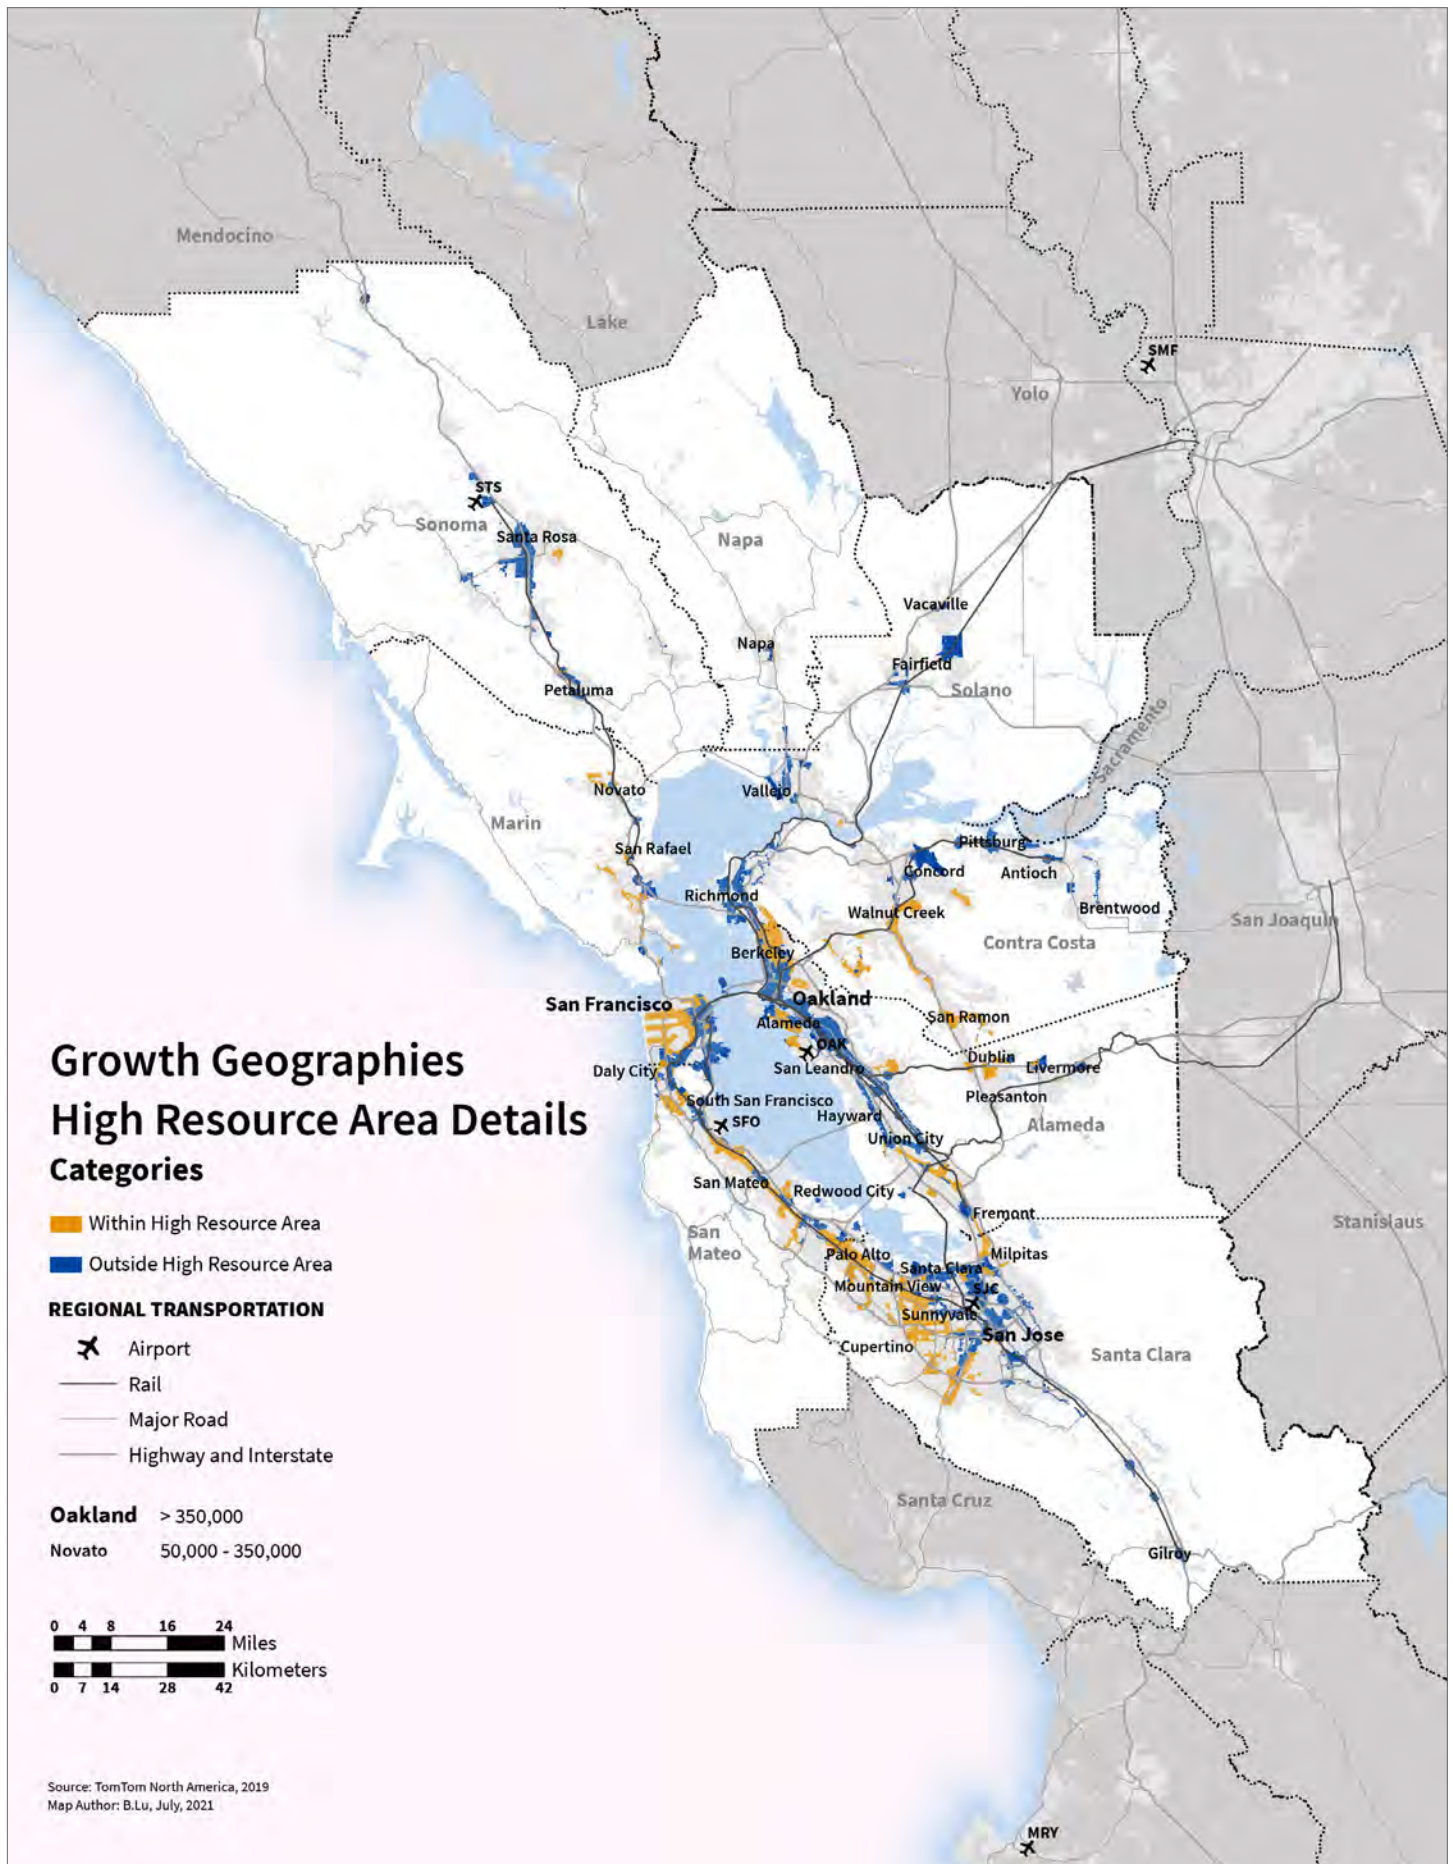 Mendocino
Lake
SMF
Yolo
STS
Sonoma
Santa Rosa
Napa
Vacaville
Napa
Fairfield
Solano
Petaluma
Sacramento
Novato
Vallejo
Marin
San Rafael
Pittsburg
Concord
Antioch
Richmond
Walnut Creek
Brentwood
San Joaquin
Contra Costa
Berkeley
San Francisco
Oakland
Alameda
San Ramon
OAK
Daly City
San Leandro
Dublin
Livermore
South San Francisco
Pleasanton
SFO
Hayward
Alameda
Union City
San Mateo
Redwood City
Fremont
Stanislaus
San
Mateo
Palo Alto
Milpitas
Santa Clara
Mountain View
SJC
Sunnyvale
San Jose
Cupertino
Santa Clara
Santa Cruz
Gilroy
MRY
Growth Geographies
High Resource Area Details
Categories
Within High Resource Area
Outside High Resource Area
REGIONAL TRANSPORTATION
Airport
Rail
Major Road
Highway and Interstate
Oakland > 350,000
Novato 50,000 - 350,000
0 4 8 16 24
Miles
Kilometers
0 7 14 28 42
Source: TomTom North America, 2019
Map Author: B.Lu, July, 2021